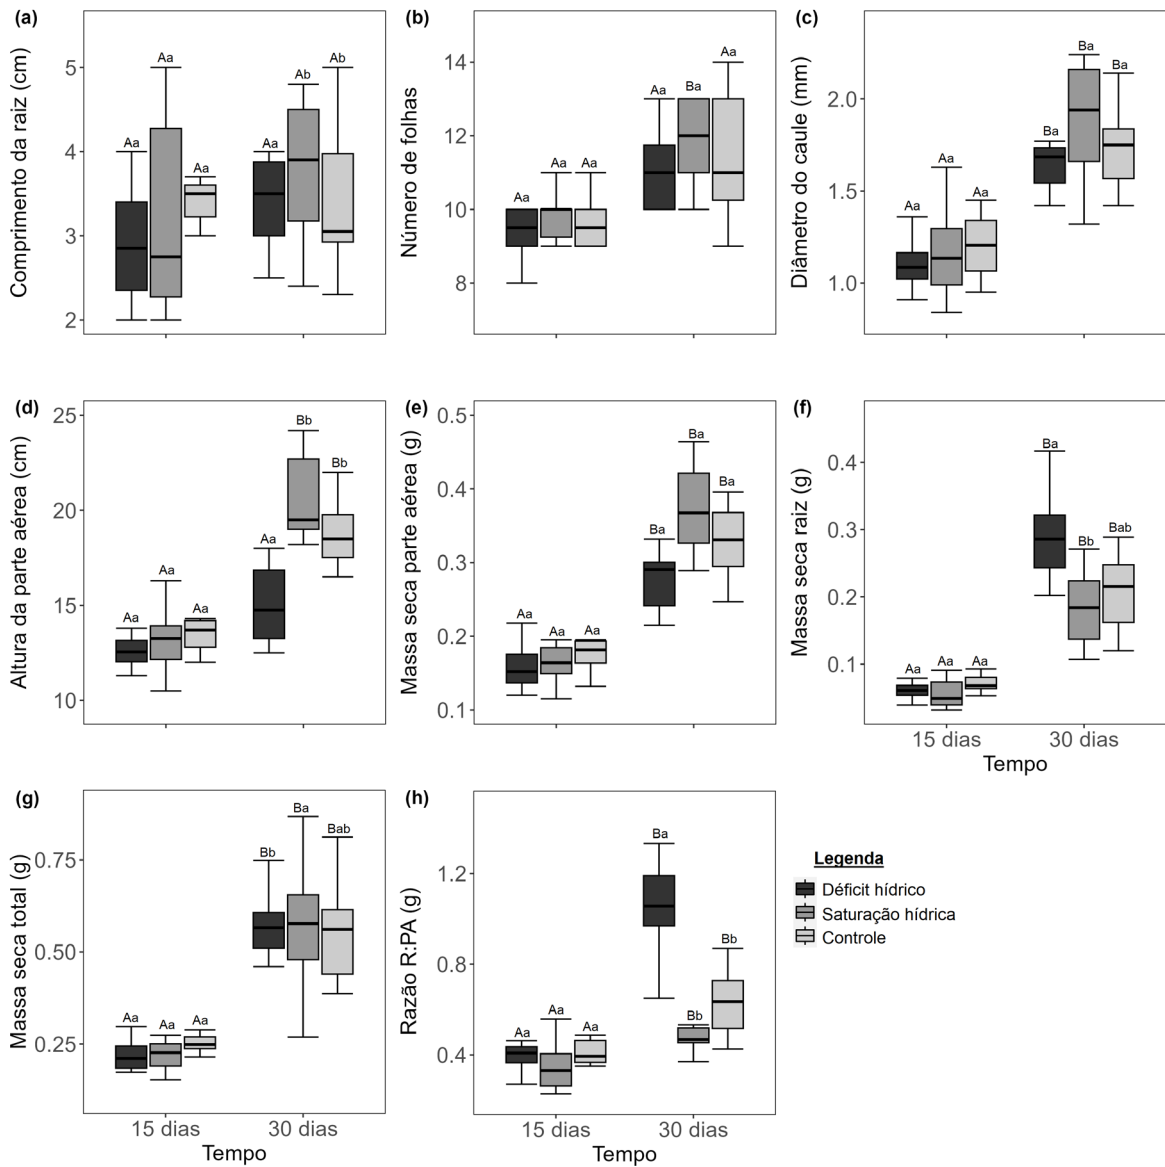 (a)
Comprimento da raiz (cm)
5
4
3
2
Aa
Aa
Aa
Aa
Ab
Ab
(b)
Número de folhas
14
12
10
8
Aa
Aa
Aa
Aa
Ba
Aa
(c)
Diâmetro do caule (mm)
2.0
1.5
1.0
Aa
Aa
Aa
Ba
Ba
Ba
(d)
Altura da parte aérea (cm)
25
20
15
10
Aa
Aa
Aa
Aa
Bb
Bb
(e)
Massa seca parte aérea (g)
0.5
0.4
0.3
0.2
0.1
Aa
Aa
Aa
Ba
Ba
Ba
(f)
Massa seca raiz (g)
0.4
0.3
0.2
0.1
Aa
Aa
Aa
Ba
Bb
Bab
15 dias
30 dias
Tempo
(g)
Massa seca total (g)
0.75
0.50
0.25
Aa
Aa
Aa
Bb
Ba
Bab
15 dias
30 dias
Tempo
(h)
Razão R:PA (g)
1.2
0.8
0.4
Aa
Aa
Aa
Ba
Bb
Bb
15 dias
30 dias
Tempo
Legenda
Déficit hídrico
Saturação hídrica
Controle